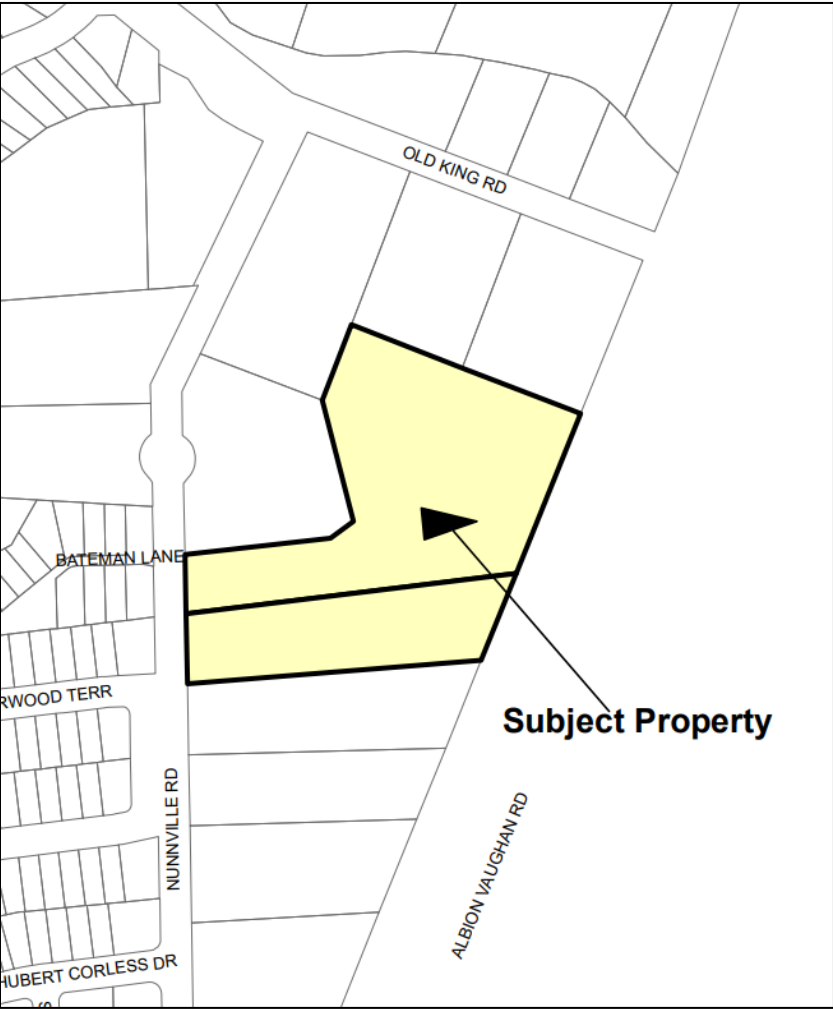 OLD KING RD
BATEMAN LANE
RWOOD TERR
Subject Property
NUNNVILLE RD
ALBION VAUGHAN RD
HUBERT CORLESS DR